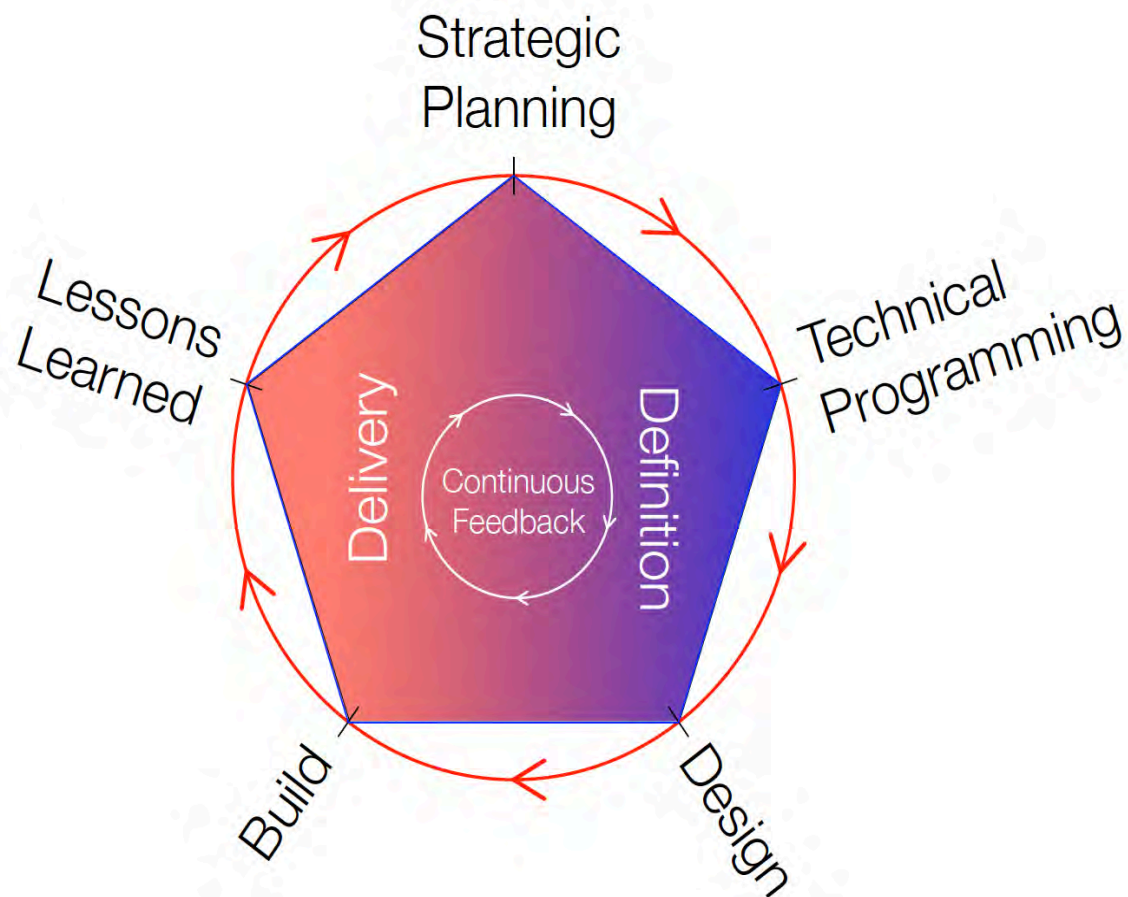 Strategic
Planning
Technical
Programming
Lessons
Learned
Delivery
Continuous
Feedback
Definition
Build
Design